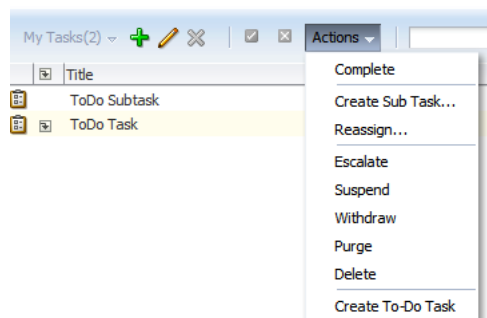 My Tasks(2) Actions
Title
ToDo Subtask
ToDo Task
Complete
Create Sub Task...
Reassign...
Escalate
Suspend
Withdraw
Purge
Delete
Create To-Do Task